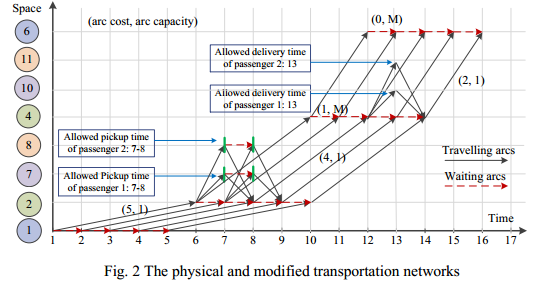 Space
(arc cost, arc capacity)
(0, M)
6
11
Allowed delivery time
of passenger 2: 13
(2, 1)
10
Allowed delivery time
of passenger 1: 13
(1, M)
4
Allowed pickup time
of passenger 2: 7-8
8
(4, 1)
Travelling arcs
Allowed Pickup time
of passenger 1: 7-8
7
Waiting arcs
2
(5, 1)
Time
1
1 2 3 4 5 6 7 8 9 10 11 12 13 14 15 16 17
Fig. 2 The physical and modified transportation networks